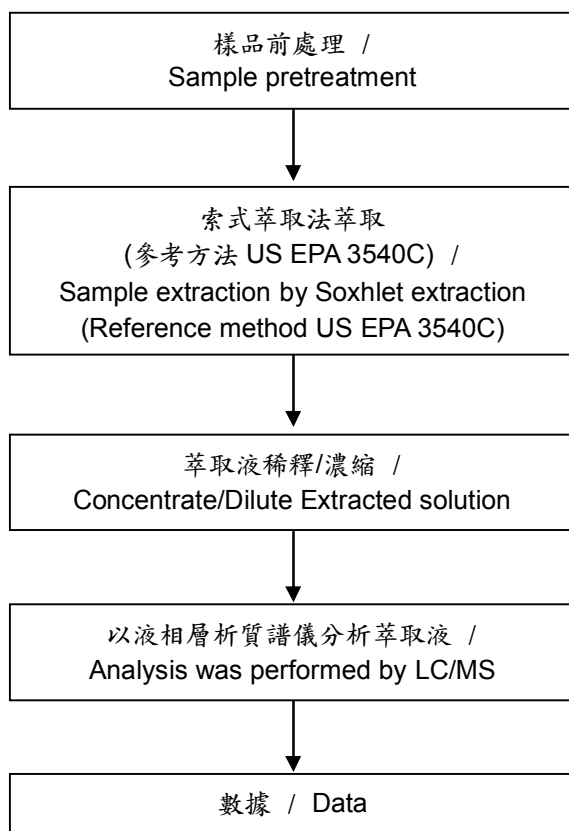 樣品前處理 /
Sample pretreatment
索式萃取法萃取
(參考方法 US EPA 3540C) /
Sample extraction by Soxhlet extraction
(Reference method US EPA 3540C)
萃取液稀釋/濃縮 /
Concentrate/Dilute Extracted solution
以液相層析質譜儀分析萃取液 /
Analysis was performed by LC/MS
數據 / Data